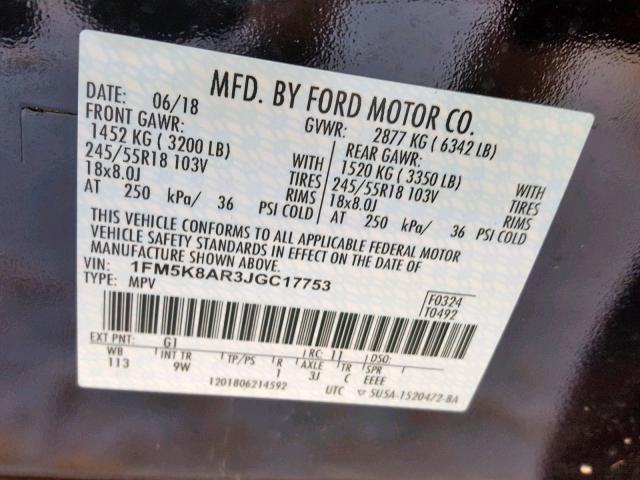 MFD. BY FORD MOTOR CO.
DATE: 06/18 GVWR: 2877 KG ( 6342 LB)
FRONT GAWR: REAR GAWR:
1452 KG ( 3200 LB) WITH 1520 KG ( 3350 LB) WITH
245/55R18 103V TIRES 245/55R18 103V TIRES
18x8.0J RIMS 18x8.0J RIMS
AT 250 kPa/ 36 PSI COLD AT 250 kPa/ 36 PSI COLD
THIS VEHICLE CONFORMS TO ALL APPLICABLE FEDERAL MOTOR
VEHICLE SAFETY STANDARDS IN EFFECT ON THE DATE OF
MANUFACTURE SHOWN ABOVE.
VIN: 1FM5K8AR3JGC17753
TYPE: MPV
F0324
T0492
EXT PNT: G1 RC: 11 DSO:
WB INT TR TP/PS R AXLE TR SPR
113 9W 1 3J C EEEE
1201806214592 UTC ▽ 5U5A-1520472-BA